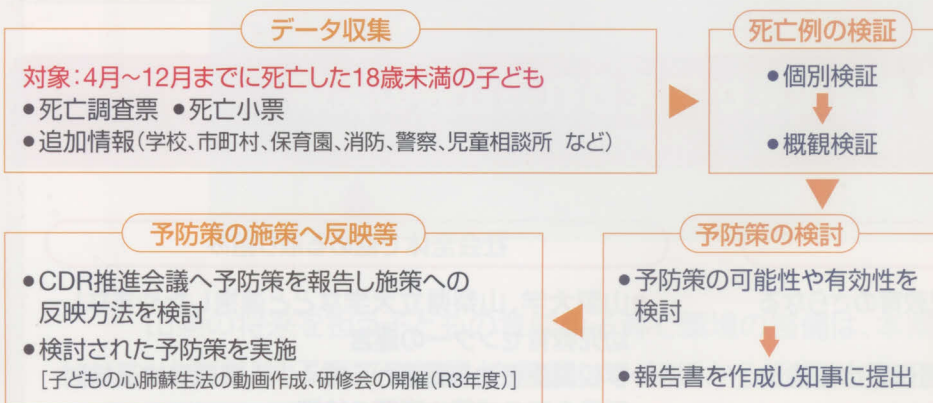 データ収集
対象：4月～12月までに死亡した18歳未満の子ども
●死亡調査票 ●死亡小票
●追加情報(学校、市町村、保育園、消防、警察、児童相談所 など)
死亡例の検証
●個別検証
●概観検証
予防策の検討
●予防策の可能性や有効性を
検討
●報告書を作成し知事に提出
予防策の施策へ反映等
●CDR推進会議へ予防策を報告し施策への
反映方法を検討
●検討された予防策を実施
[子どもの心肺蘇生法の動画作成、研修会の開催(R3年度)]